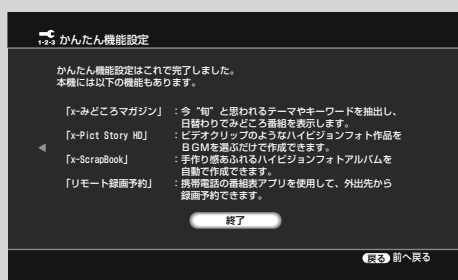 1-2-3 かんたん機能設定
かんたん機能設定はこれで完了しました。
本機には以下の機能もあります。
「x-みどころマガジン」 ：今“旬”と思われるテーマやキーワードを抽出し、
日替わりでみどころ番組を表示します。
「x-Pict Story HD」 ：ビデオクリップのようなハイビジョンフォト作品を
ＢＧＭを選ぶだけで作成できます。
「x-ScrapBook」 ：手作り感あふれるハイビジョンフォトアルバムを
自動で作成できます。
「リモート録画予約」 ：携帯電話の番組表アプリを使用して、外出先から
録画予約できます。
終了
戻る 前へ戻る